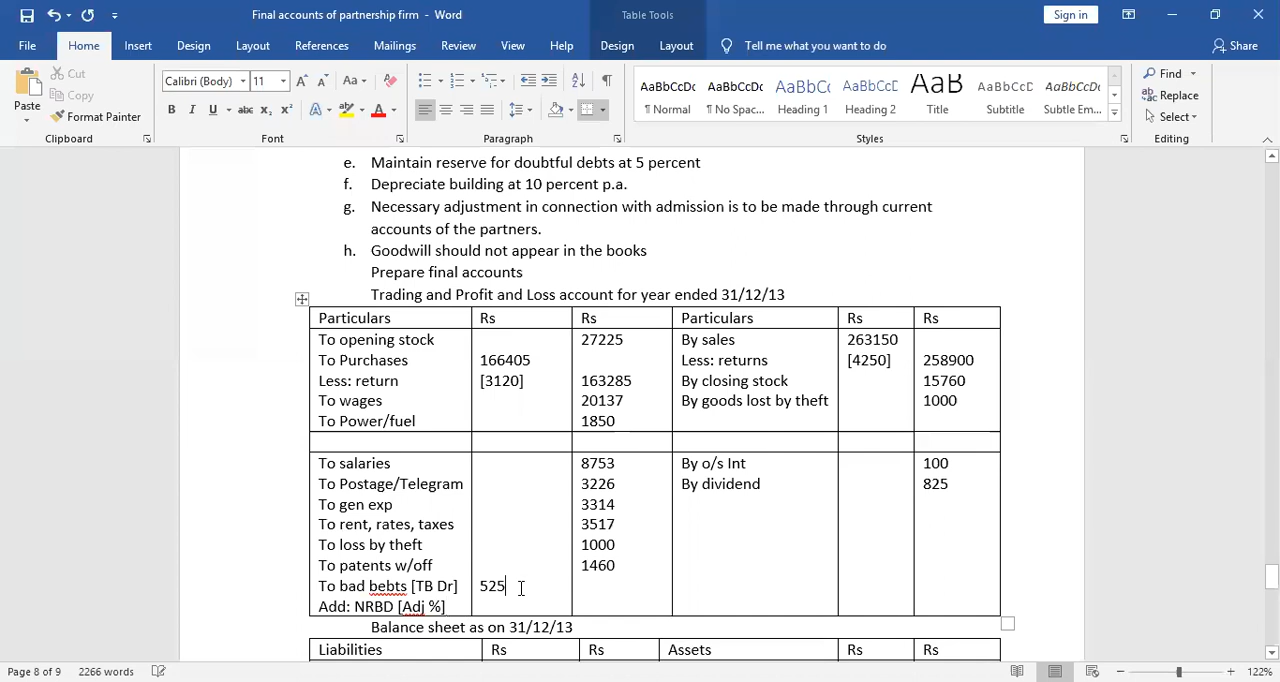 Final accounts of partnership firm - Word
Table Tools
Sign in
File Home Insert Design Layout References Mailings Review View Help Design Layout Tell me what you want to do Share
Paste
Cut
Copy
Format Painter
Clipboard
Calibri (Body) 11
Aa
B I U abc X₂ X² A A
Font
Paragraph
AaBbCcDc AaBbCcDc AaBbCc AaBbCcC AaB AaBbCcD AaBbCcDc
¶ Normal ¶ No Spac... Heading 1 Heading 2 Title Subtitle Subtle Em...
Styles
Find
Replace
Select
Editing
e. Maintain reserve for doubtful debts at 5 percent
f. Depreciate building at 10 percent p.a.
g. Necessary adjustment in connection with admission is to be made through current
accounts of the partners.
h. Goodwill should not appear in the books
Prepare final accounts
Trading and Profit and Loss account for year ended 31/12/13
Particulars Rs Rs Particulars Rs Rs
To opening stock 27225 By sales 263150
To Purchases 166405 Less: returns [4250] 258900
Less: return [3120] 163285 By closing stock 15760
To wages 20137 By goods lost by theft 1000
To Power/fuel 1850
To salaries 8753 By o/s Int 100
To Postage/Telegram 3226 By dividend 825
To gen exp 3314
To rent, rates, taxes 3517
To loss by theft 1000
To patents w/off 1460
To bad bebts [TB Dr] 525
Add: NRBD [Adj %]
Balance sheet as on 31/12/13
Liabilities Rs Rs Assets Rs Rs
Page 8 of 9 2266 words 122%